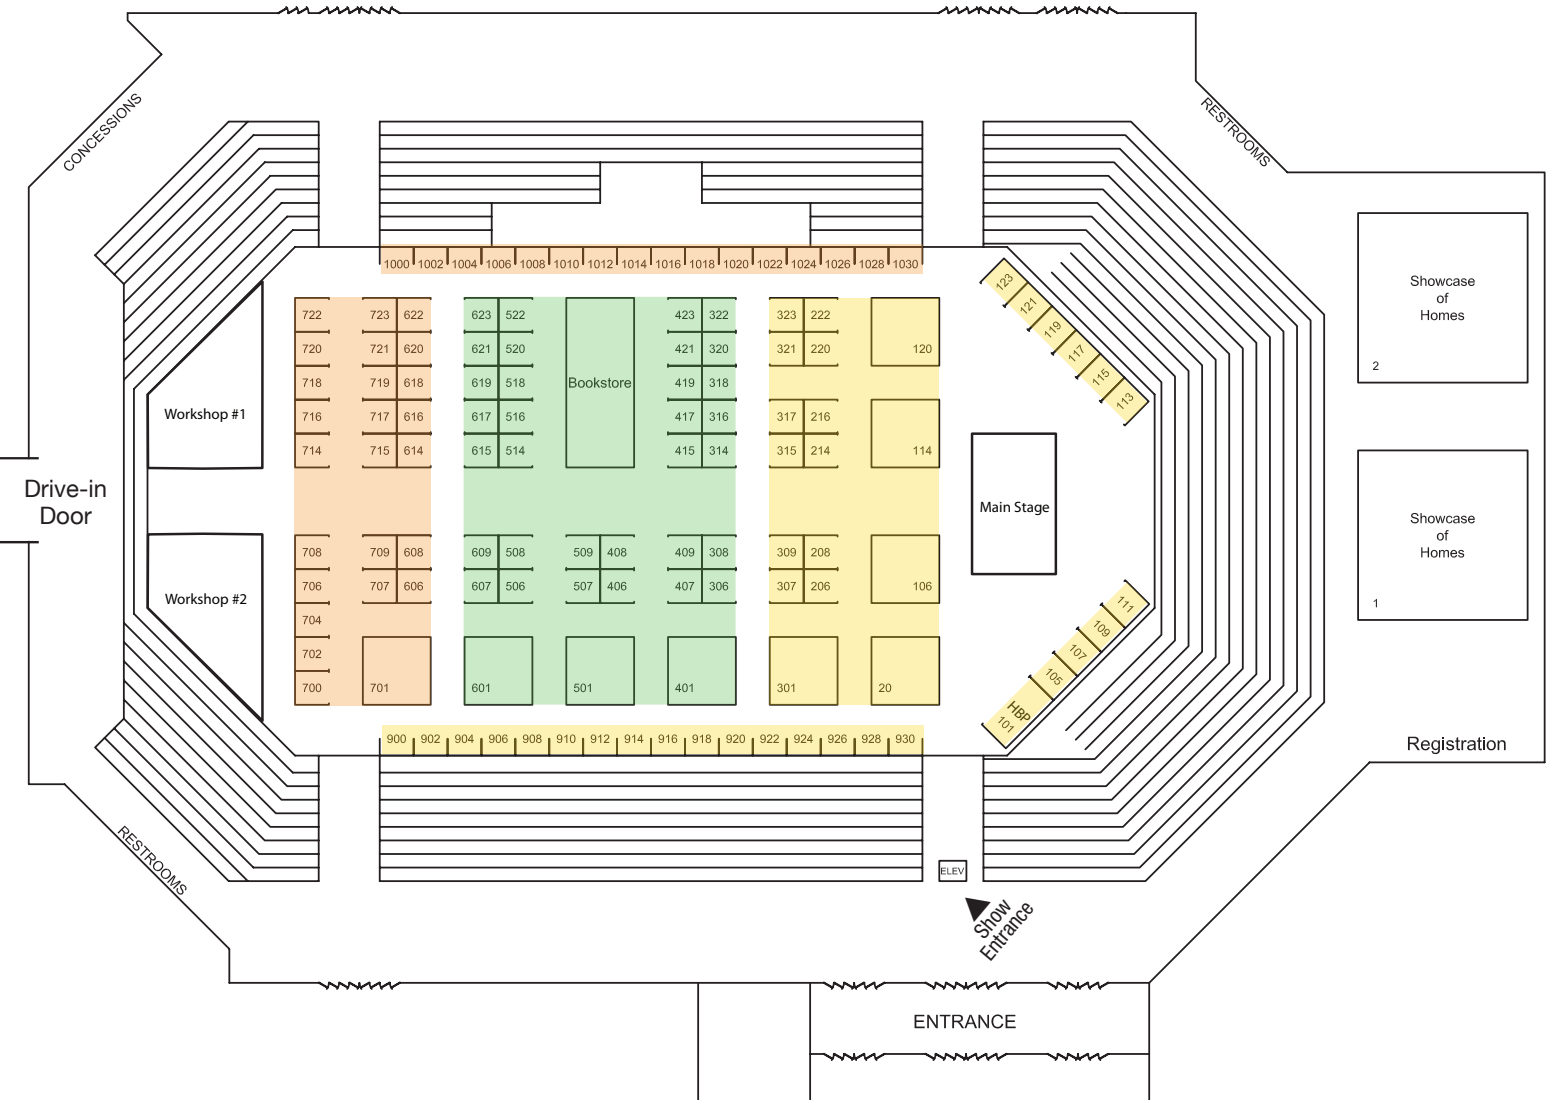 CONCESSIONS
RESTROOMS
1000 1002 1004 1006 1008 1010 1012 1014 1016 1018 1020 1022 1024 1026 1028 1030
123
121
119
117
115
113
722 723 622 623 522 423 322 323 222
720 721 620 621 520 421 320 321 220 120
718 719 618 619 518 Bookstore 419 318
716 717 616 617 516 417 316 317 216
714 715 614 615 514 415 314 315 214 114
Workshop #1
Showcase
of
Homes
2
Drive-in
Door
Main Stage
Showcase
of
Homes
1
708 709 608 609 508 509 408 409 308 309 208
706 707 606 607 506 507 406 407 306 307 206 106
704
702
700 701 601 501 401 301 20
Workshop #2
111
109
107
105
HBP
101
900 902 904 906 908 910 912 914 916 918 920 922 924 926 928 930
Registration
RESTROOMS
ELEV
Show
Entrance
ENTRANCE